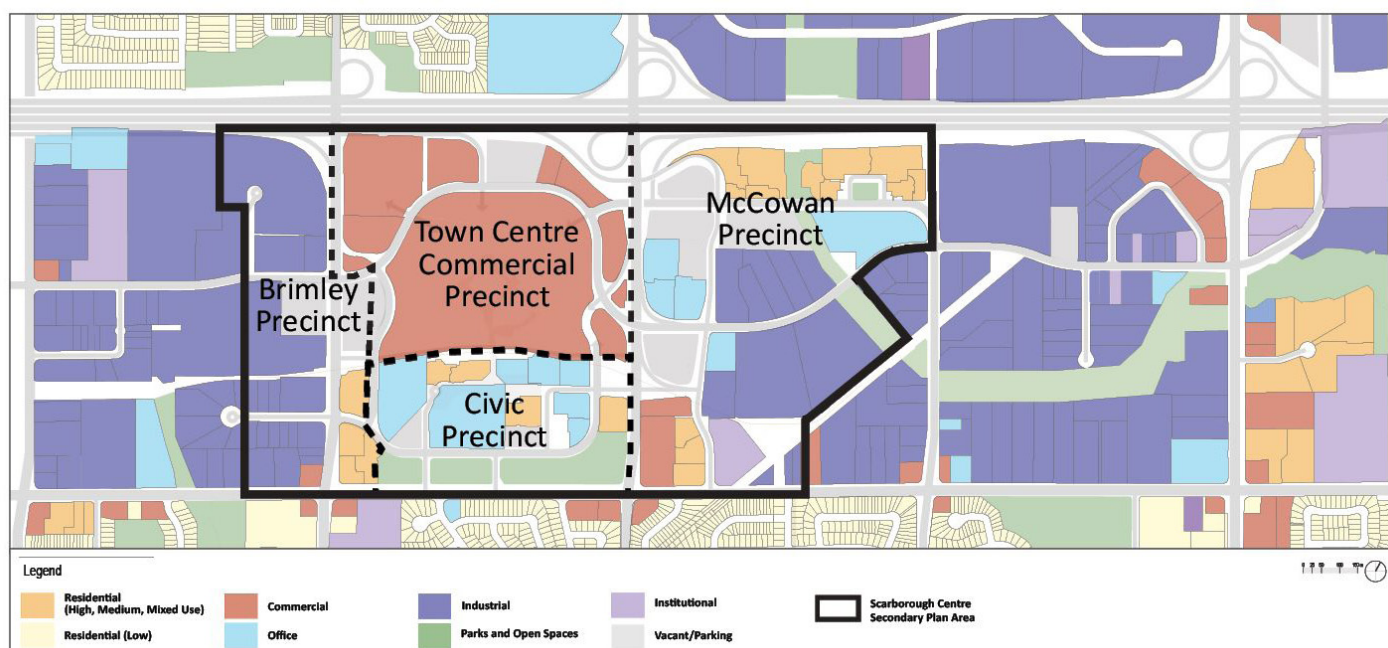 Town Centre
Commercial
Precinct
McCowan
Precinct
Brimley
Precinct
Civic
Precinct
Legend
Residential
(High, Medium, Mixed Use)
Commercial
Industrial
Institutional
Scarborough Centre
Secondary Plan Area
Residential (Low)
Office
Parks and Open Spaces
Vacant/Parking